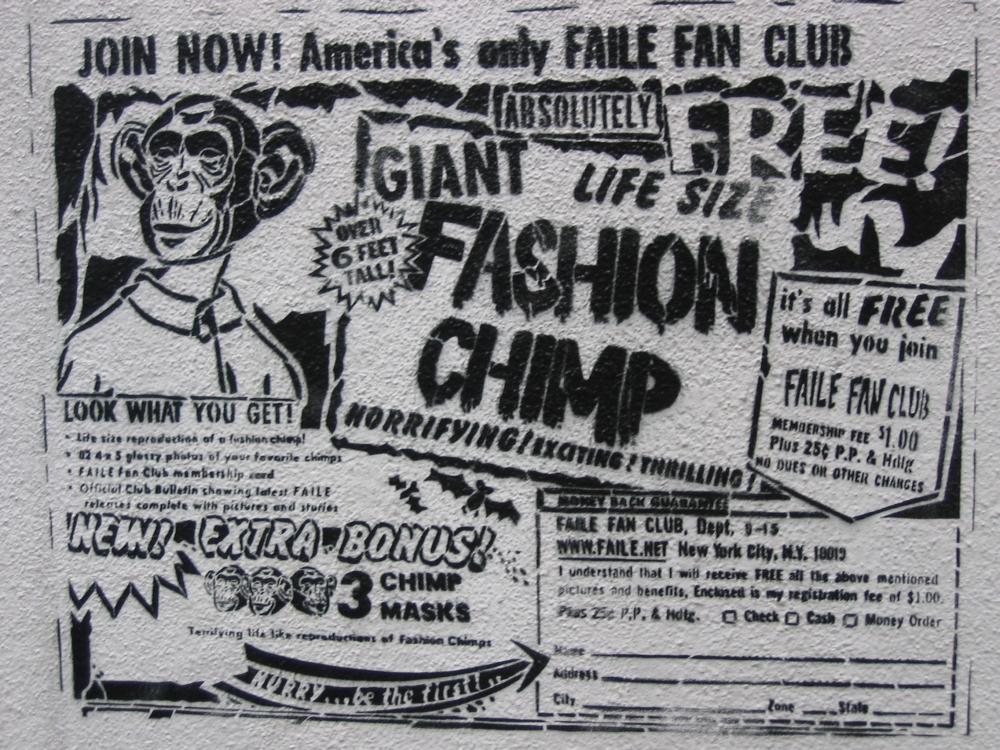 JOIN NOW! America's only FAILE FAN CLUB
ABSOLUTELY FREE!
GIANT LIFE SIZE
OVER
6 FEET
TALL!
FASHION
CHIMP
HORRIFYING! EXCITING! THRILLING!
it's all FREE
when you join
FAILE FAN CLUB
MEMBERSHIP FEE $1.00
Plus 25¢ P.P. & Hdlg
NO DUES OR OTHER CHANGES
LOOK WHAT YOU GET!
• Life size reproduction of a fashion chimp!
• 02 4 x 5 glossy photos of your favorite chimps
• FAILE Fan Club membership card
• Official Club Bulletin showing latest FAILE
releases complete with pictures and stories
NEW! EXTRA BONUS!
3 CHIMP
MASKS
Terrifying life like reproductions of Fashion Chimps
HURRY...be the first!..
MONEY BACK GUARANTEE
FAILE FAN CLUB, Dept, 9-15
WWW.FAILE.NET New York City, N.Y. 10019
I understand that I will receive FREE all the above mentioned
pictures and benefits, Enclosed is my registration fee of $1.00.
Plus 25¢ P.P. & Hdlg. Check Cash Money Order
Name
Address
City Zone State